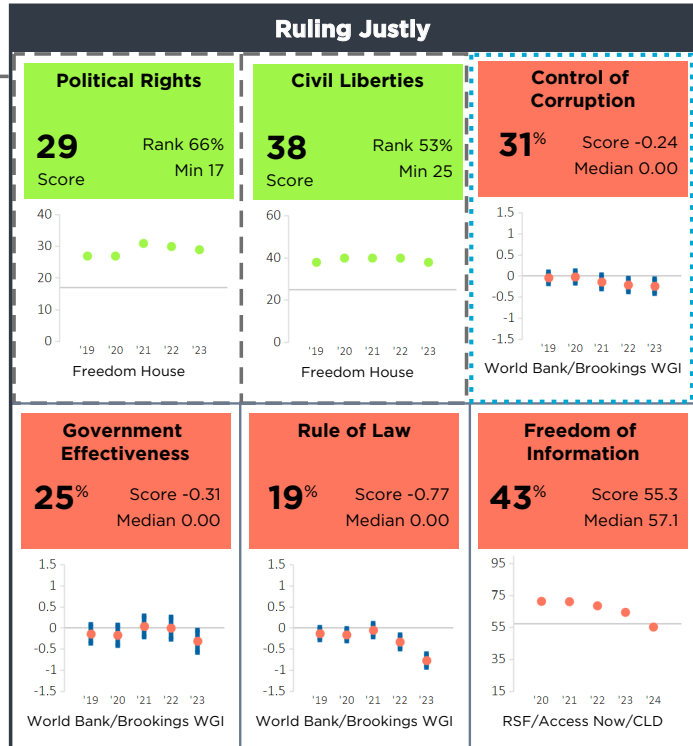 Ruling Justly
Political Rights
29
Score
Rank 66%
Min 17
40
30
20
10
0
'19 '20 '21 '22 '23
Freedom House
Civil Liberties
38
Score
Rank 53%
Min 25
60
40
20
0
'19 '20 '21 '22 '23
Freedom House
Control of
Corruption
31%
Score -0.24
Median 0.00
1.5
1
0.5
0
-0.5
-1
-1.5
'19 '20 '21 '22 '23
World Bank/Brookings WGI
Government
Effectiveness
25%
Score -0.31
Median 0.00
1.5
1
0.5
0
-0.5
-1
-1.5
'19 '20 '21 '22 '23
World Bank/Brookings WGI
Rule of Law
19%
Score -0.77
Median 0.00
1.5
1
0.5
0
-0.5
-1
-1.5
'19 '20 '21 '22 '23
World Bank/Brookings WGI
Freedom of
Information
43%
Score 55.3
Median 57.1
95
75
55
35
15
'20 '21 '22 '23 '24
RSF/Access Now/CLD